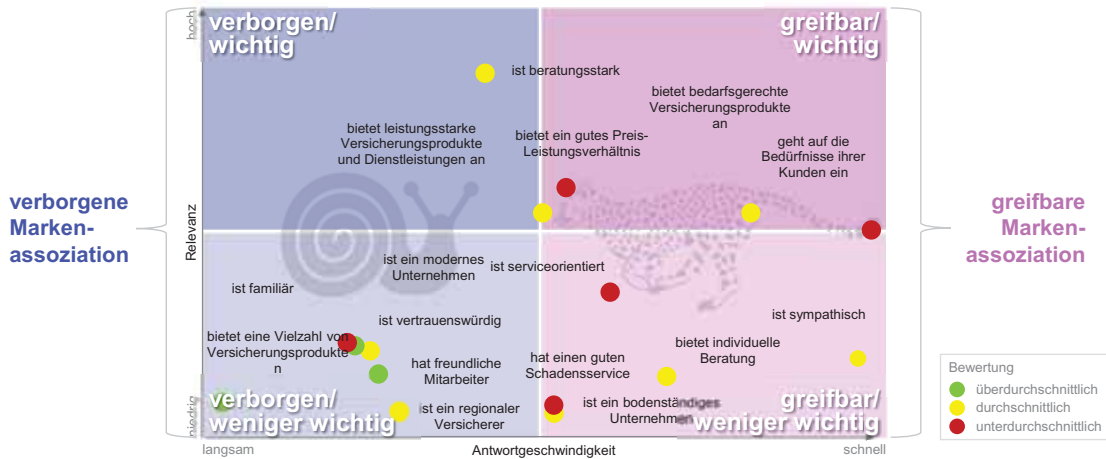 hoch
verborgen/
wichtig
greifbar/
wichtig
ist beratungsstark
bietet bedarfsgerechte
Versicherungsprodukte
an
bietet leistungsstarke
Versicherungsprodukte
und Dienstleistungen an
bietet ein gutes Preis-
Leistungsverhältnis
geht auf die
Bedürfnisse ihrer
Kunden ein
verborgene
Marken-
assoziation
Relevanz
greifbare
Marken-
assoziation
ist ein modernes
Unternehmen
ist serviceorientiert
ist familiär
ist sympathisch
ist vertrauenswürdig
bietet eine Vielzahl von
Versicherungsprodukte
n
bietet individuelle
Beratung
hat freundliche
Mitarbeiter
hat einen guten
Schadensservice
ist ein regionaler
Versicherer
ist ein bodenständiges
Unternehmen
verborgen/
weniger wichtig
greifbar/
weniger wichtig
niedrig
langsam
Antwortgeschwindigkeit
schnell
Bewertung
überdurchschnittlich
durchschnittlich
unterdurchschnittlich